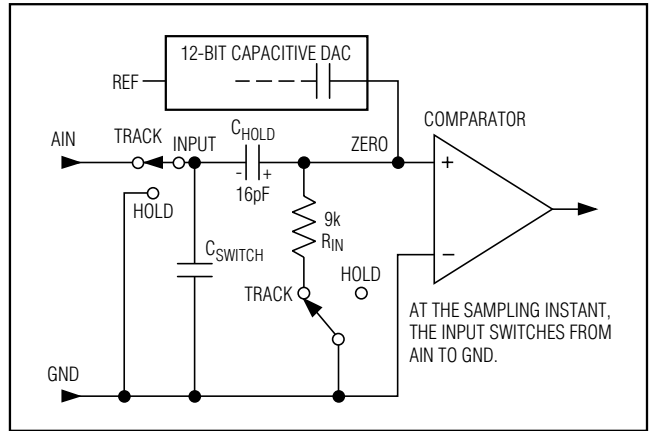 12-BIT CAPACITIVE DAC
REF
COMPARATOR
AIN
TRACK
INPUT
CHOLD
ZERO
HOLD
- +
16pF
+
9k
RIN
CSWITCH
HOLD
−
TRACK
AT THE SAMPLING INSTANT,
THE INPUT SWITCHES FROM
AIN TO GND.
GND